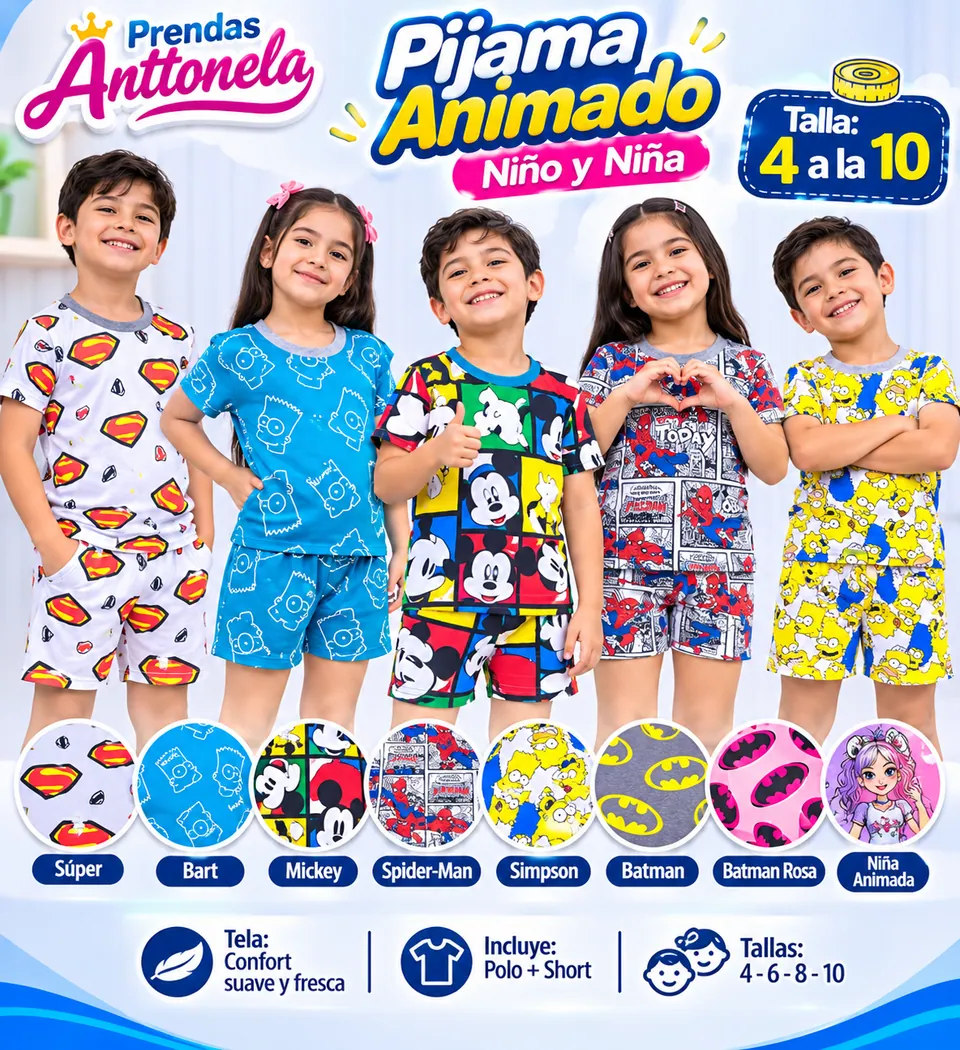 Prendas
Anttonela
Pijama
Animado
Niño y Niña
Talla:
4 a la 10
TODAY
Súper
Bart
Mickey
Spider-Man
Simpson
Batman
Batman Rosa
Niña
Animada
Tela:
Confort
suave y fresca
Incluye:
Polo + Short
Tallas:
4 - 6 - 8 - 10